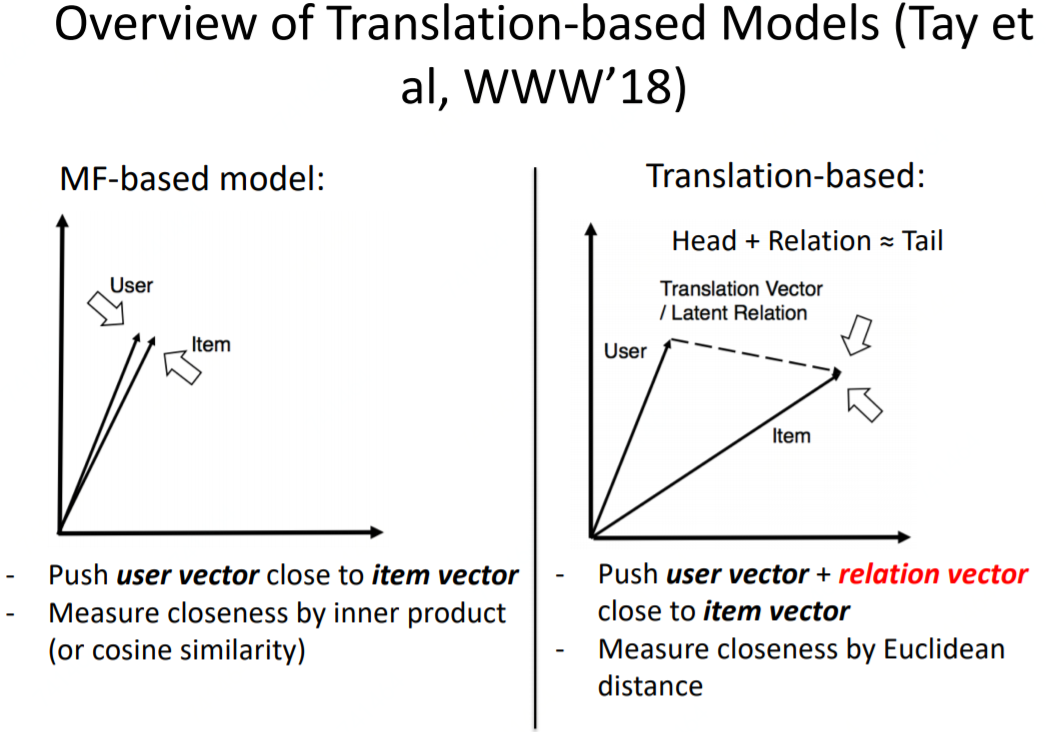 Overview of Translation-based Models (Tay et
al, WWW’18)
MF-based model:
User
Item
- Push user vector close to item vector
- Measure closeness by inner product
(or cosine similarity)
Translation-based:
Head + Relation ≈ Tail
Translation Vector
/ Latent Relation
User
Item
- Push user vector + relation vector
close to item vector
- Measure closeness by Euclidean
distance